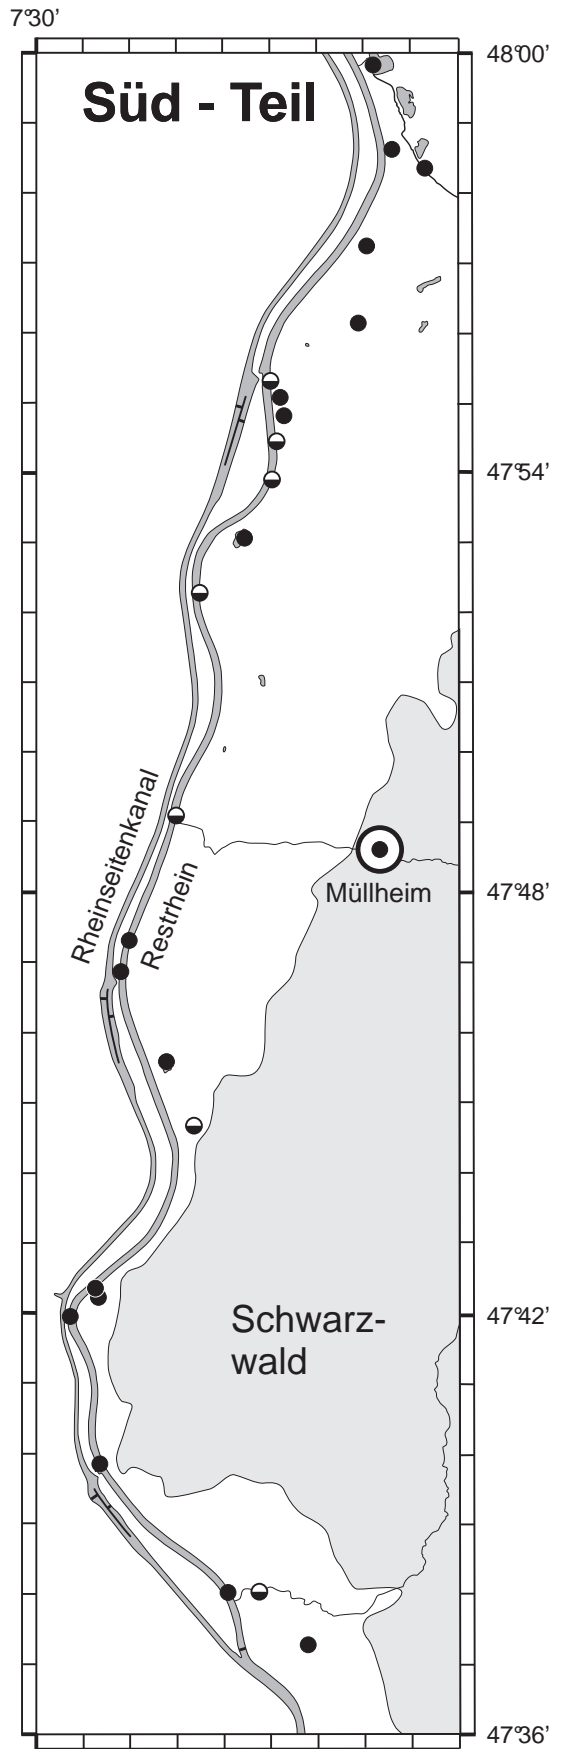 7°30'
48°00'
Süd - Teil
47°54'
Rheinseitenkanal
Restrhein
Müllheim
47°48'
Schwarz-
wald
47°42'
47°36'